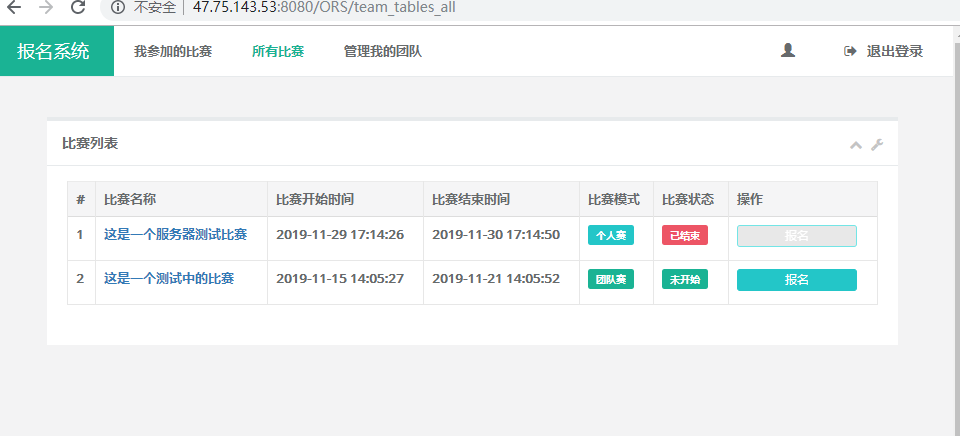 不安全 | 47.75.143.53:8080/ORS/team_tables_all
报名系统 我参加的比赛 所有比赛 管理我的团队 退出登录
比赛列表
# 比赛名称 比赛开始时间 比赛结束时间 比赛模式 比赛状态 操作
1 这是一个服务器测试比赛 2019-11-29 17:14:26 2019-11-30 17:14:50 个人赛 已结束 报名
2 这是一个测试中的比赛 2019-11-15 14:05:27 2019-11-21 14:05:52 团队赛 未开始 报名